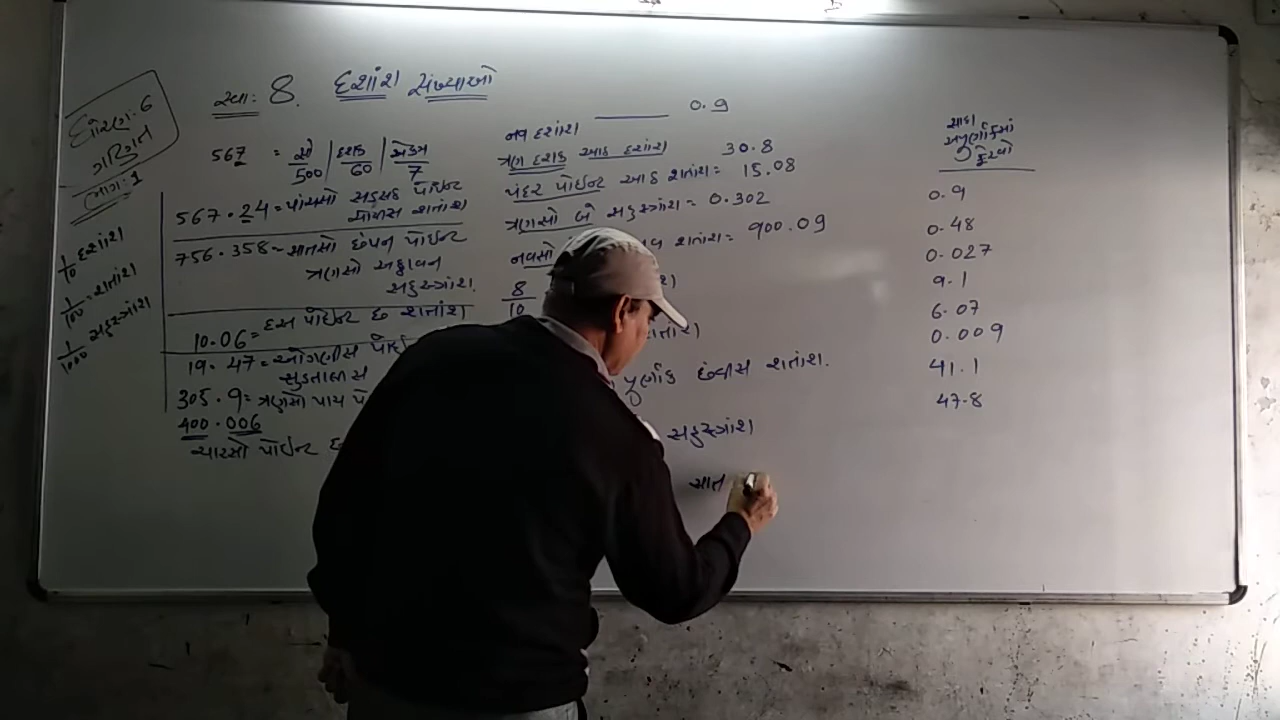 ધોરણ: 6
ગણિત
ભાગ: 1
સ્વા: 8. દશાંશ સંખ્યાઓ
567 = સો/500 | દશક/60 | એકમ/7
567.24 = પાંચસો સડસઠ પોઈન્ટ
ચોવીસ શતાંશ
756.358 = સાતસો છપ્પન પોઈન્ટ
ત્રણસો અઠ્ઠાવન
સહસ્ત્રાંશ.
10.06 = દસ પોઈન્ટ છ શતાંશ
19.47 = ઓગણીસ
સુડતાલીસ
305.9 = ત્રણસો પાંચ
400.006
ચારસો પોઈન્ટ
1/10 દશાંશ
1/100 = શતાંશ
1/1000 સહસ્ત્રાંશ
નવ દશાંશ ______ 0.9
ત્રણ દશક આઠ દશાંશ 30.8
પંદર પોઈન્ટ આઠ શતાંશ = 15.08
ત્રણસો બે સહસ્ત્રાંશ = 0.302
નવસો શતાંશ = 900.09
8/10
પૂર્ણાંક છવ્વીસ શતાંશ.
સહસ્ત્રાંશ
સાત
સાદા
અપૂર્ણાંકમાં
ફેરવો
0.9
0.48
0.027
9.1
6.07
0.009
41.1
47.8